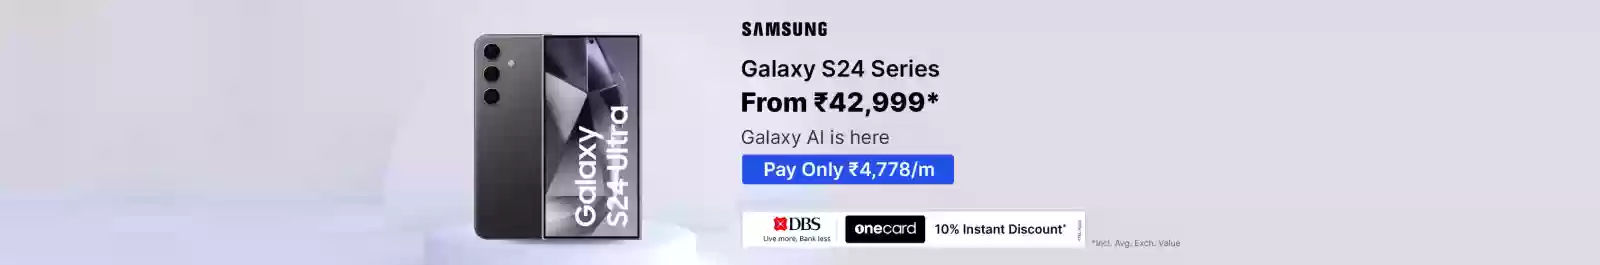 SAMSUNG
Galaxy S24 Series
From ₹42,999*
Galaxy AI is here
Pay Only ₹4,778/m
Galaxy
S24 Ultra
DBS
Live more, Bank less
onecard
10% Instant Discount*
*Incl. Avg. Exch. Value